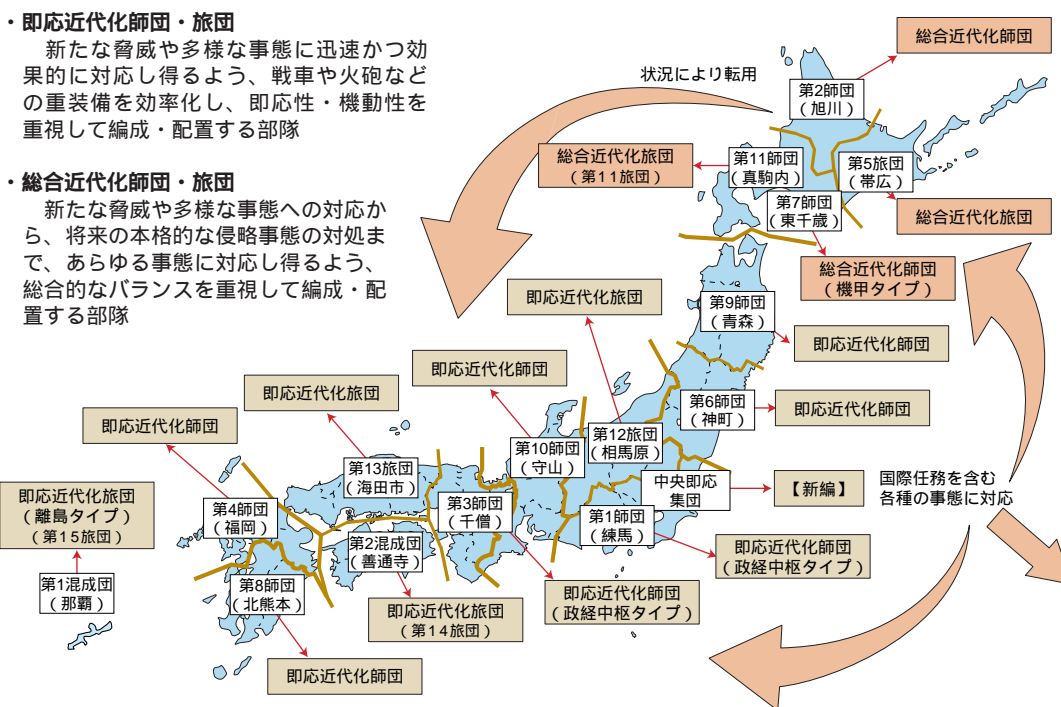 ・即応近代化師団・旅団
新たな脅威や多様な事態に迅速かつ効
果的に対応し得るよう、戦車や火砲など
の重装備を効率化し、即応性・機動性を
重視して編成・配置する部隊
・総合近代化師団・旅団
新たな脅威や多様な事態への対応か
ら、将来の本格的な侵略事態の対処ま
で、あらゆる事態に対応し得るよう、
総合的なバランスを重視して編成・配
置する部隊
総合近代化師団
状況により転用
第2師団
(旭川)
総合近代化旅団
(第11旅団)
第11師団
(真駒内)
第5旅団
(帯広)
第7師団
(東千歳)
総合近代化旅団
総合近代化師団
(機甲タイプ)
即応近代化旅団
第9師団
(青森)
即応近代化師団
即応近代化師団
即応近代化旅団
第6師団
(神町)
即応近代化師団
即応近代化師団
第12旅団
(相馬原)
第10師団
(守山)
第13旅団
(海田市)
中央即応
集団
【新編】
国際任務を含む
各種の事態に対応
即応近代化旅団
(離島タイプ)
(第15旅団)
第4師団
(福岡)
第3師団
(千僧)
第1師団
(練馬)
第2混成団
(善通寺)
即応近代化師団
(政経中枢タイプ)
第1混成団
(那覇)
第8師団
(北熊本)
即応近代化師団
(政経中枢タイプ)
即応近代化旅団
(第14旅団)
即応近代化師団